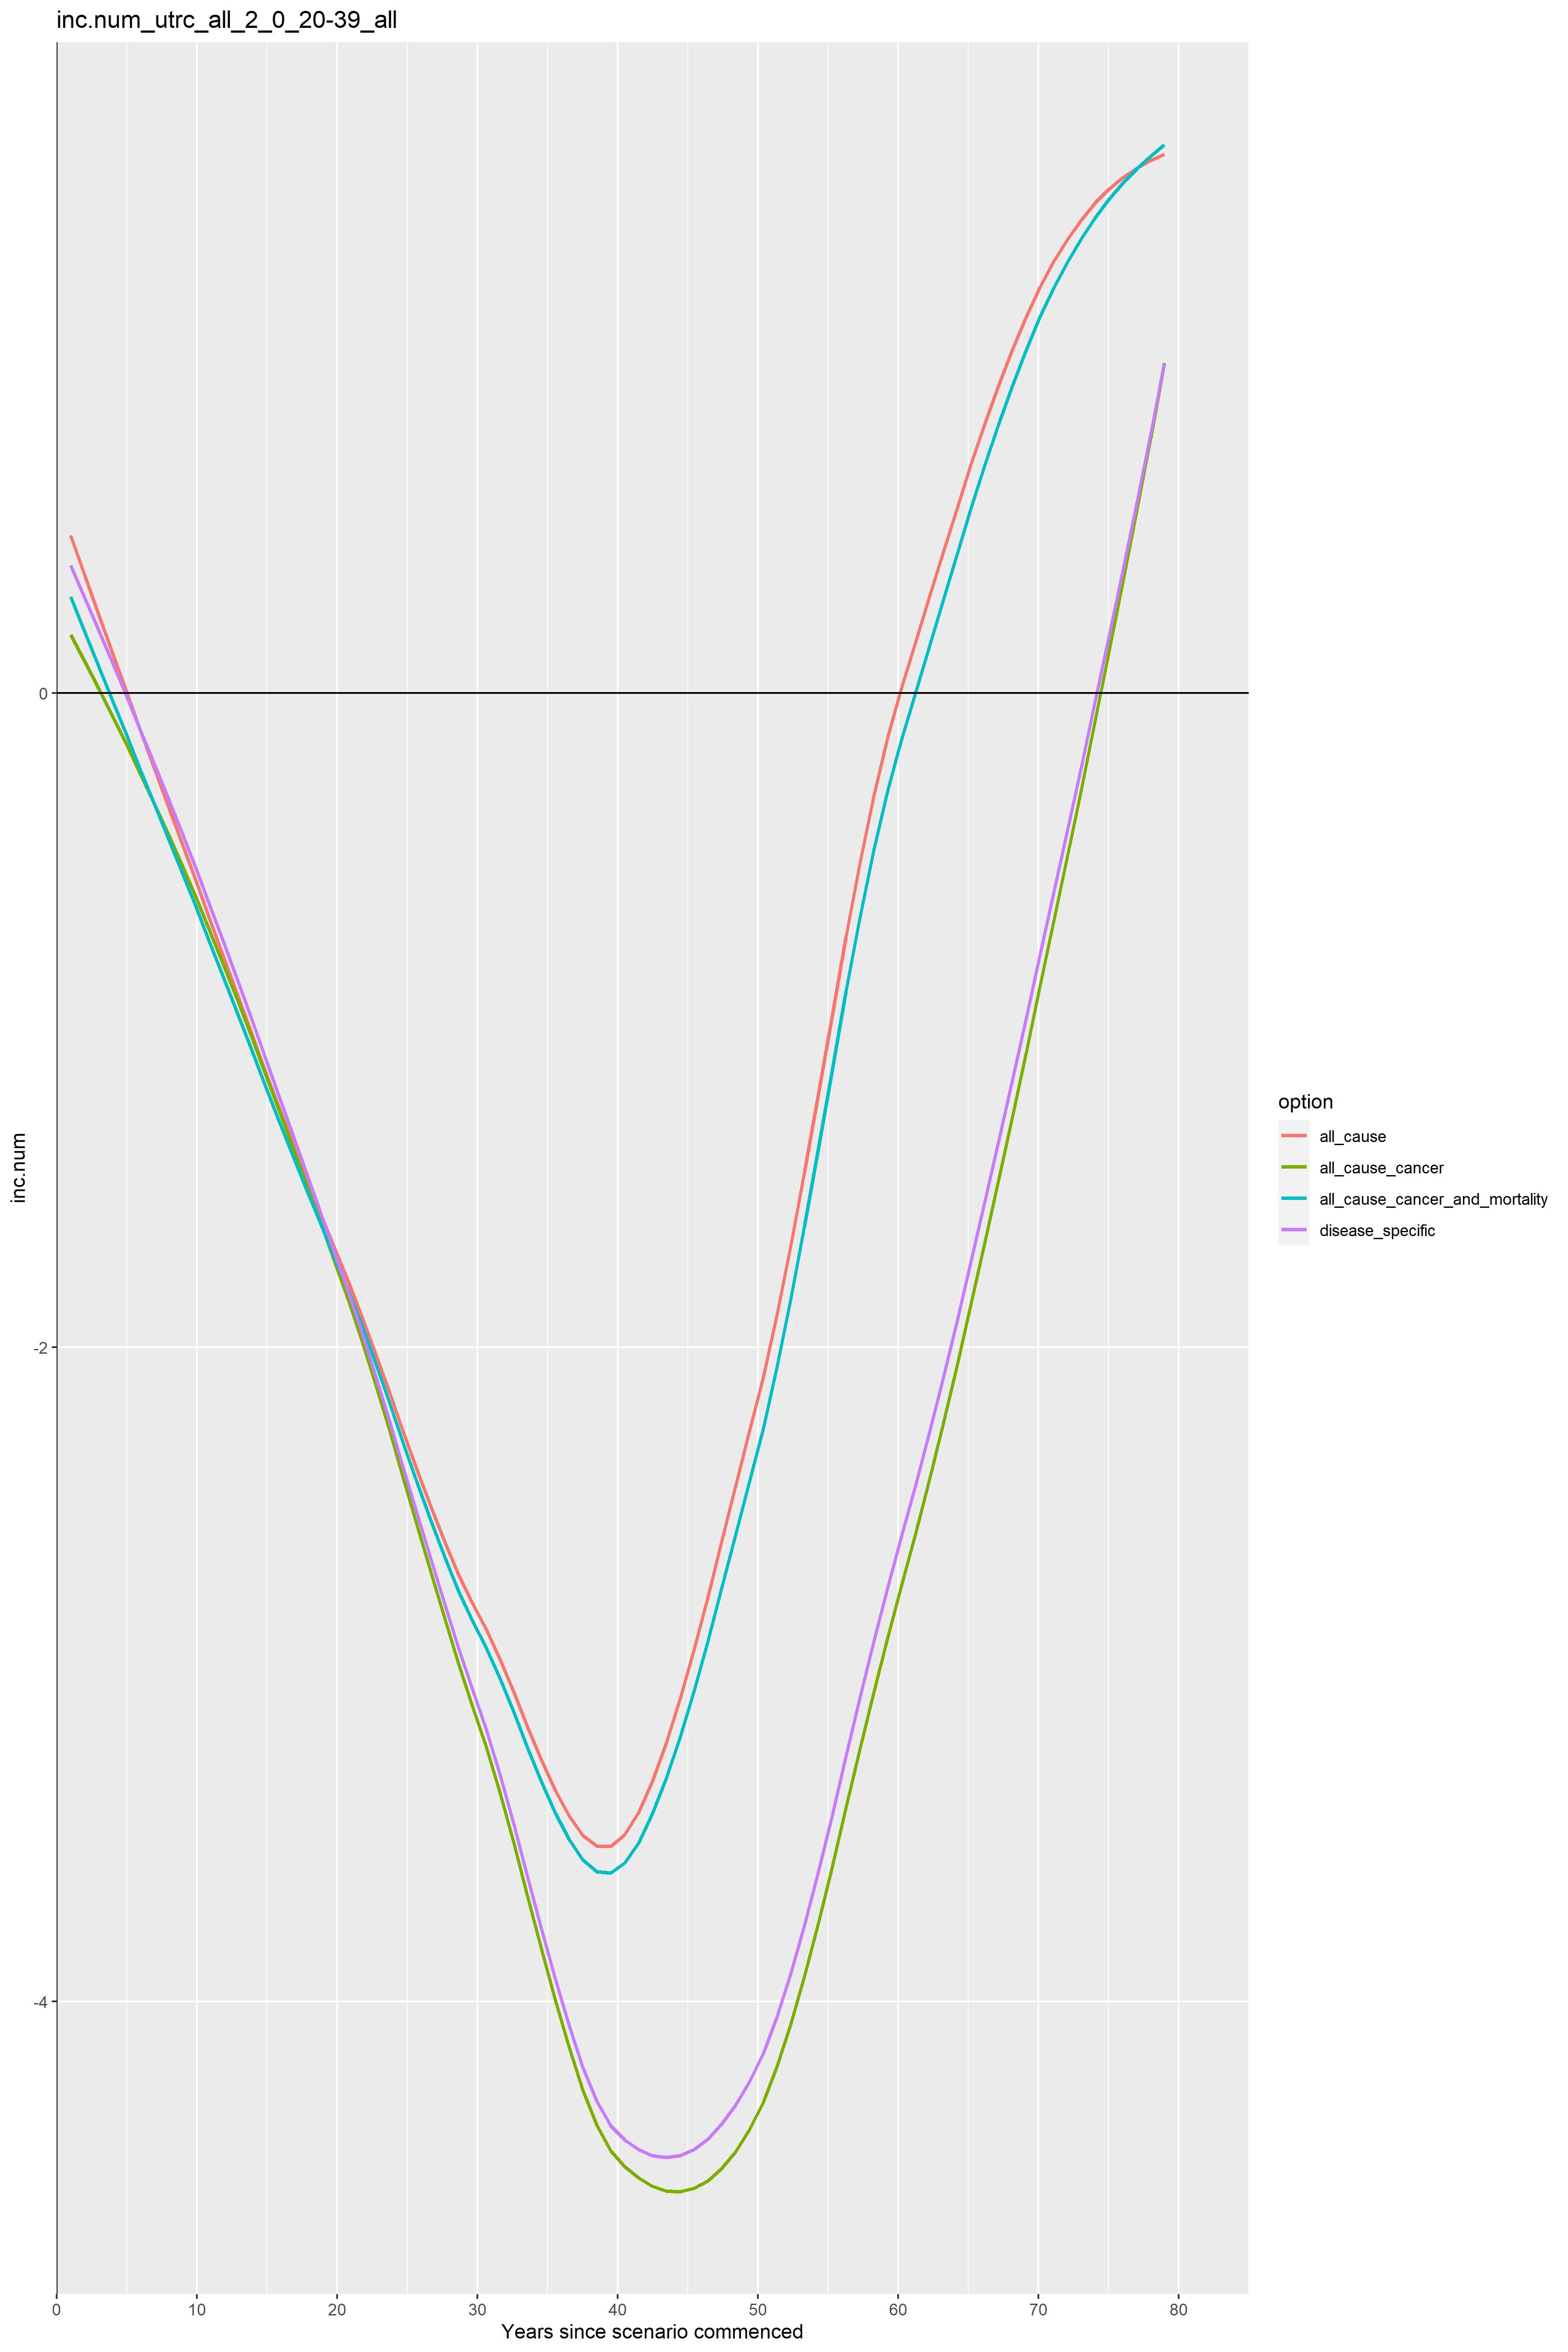 inc.num_utrc_all_2_0_20-39_all
inc.num
0
-2
-4
0 10 20 30 40 50 60 70 80
Years since scenario commenced
option
all_cause
all_cause_cancer
all_cause_cancer_and_mortality
disease_specific